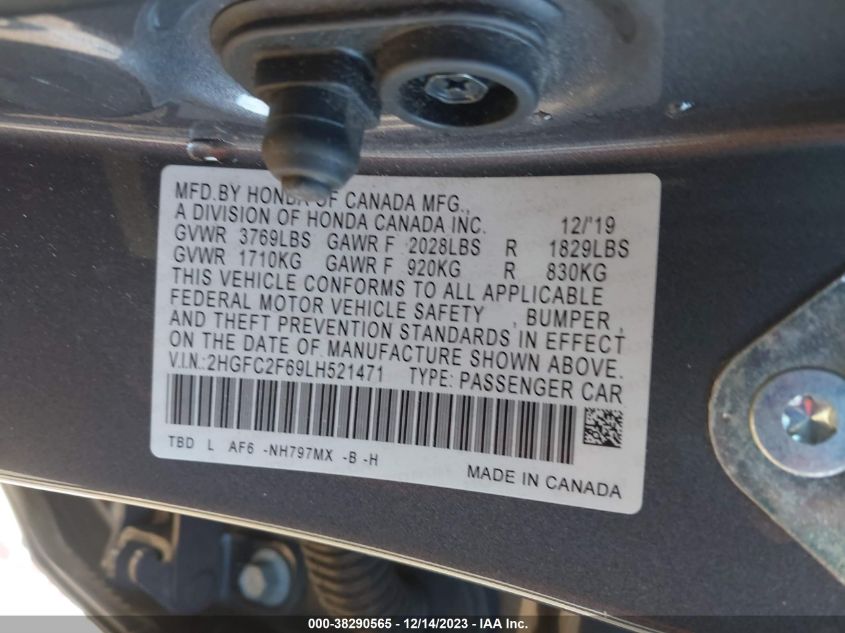 MFD.BY HONDA OF CANADA MFG.,
A DIVISION OF HONDA CANADA INC. 12/'19
GVWR 3769LBS GAWR F 2028LBS R 1829LBS
GVWR 1710KG GAWR F 920KG R 830KG
THIS VEHICLE CONFORMS TO ALL APPLICABLE
FEDERAL MOTOR VEHICLE SAFETY , BUMPER ,
AND THEFT PREVENTION STANDARDS IN EFFECT
ON THE DATE OF MANUFACTURE SHOWN ABOVE.
V.I.N.:2HGFC2F69LH521471 TYPE: PASSENGER CAR
TBD L AF6 -NH797MX -B -H
MADE IN CANADA
000-38290565 - 12/14/2023 - IAA Inc.